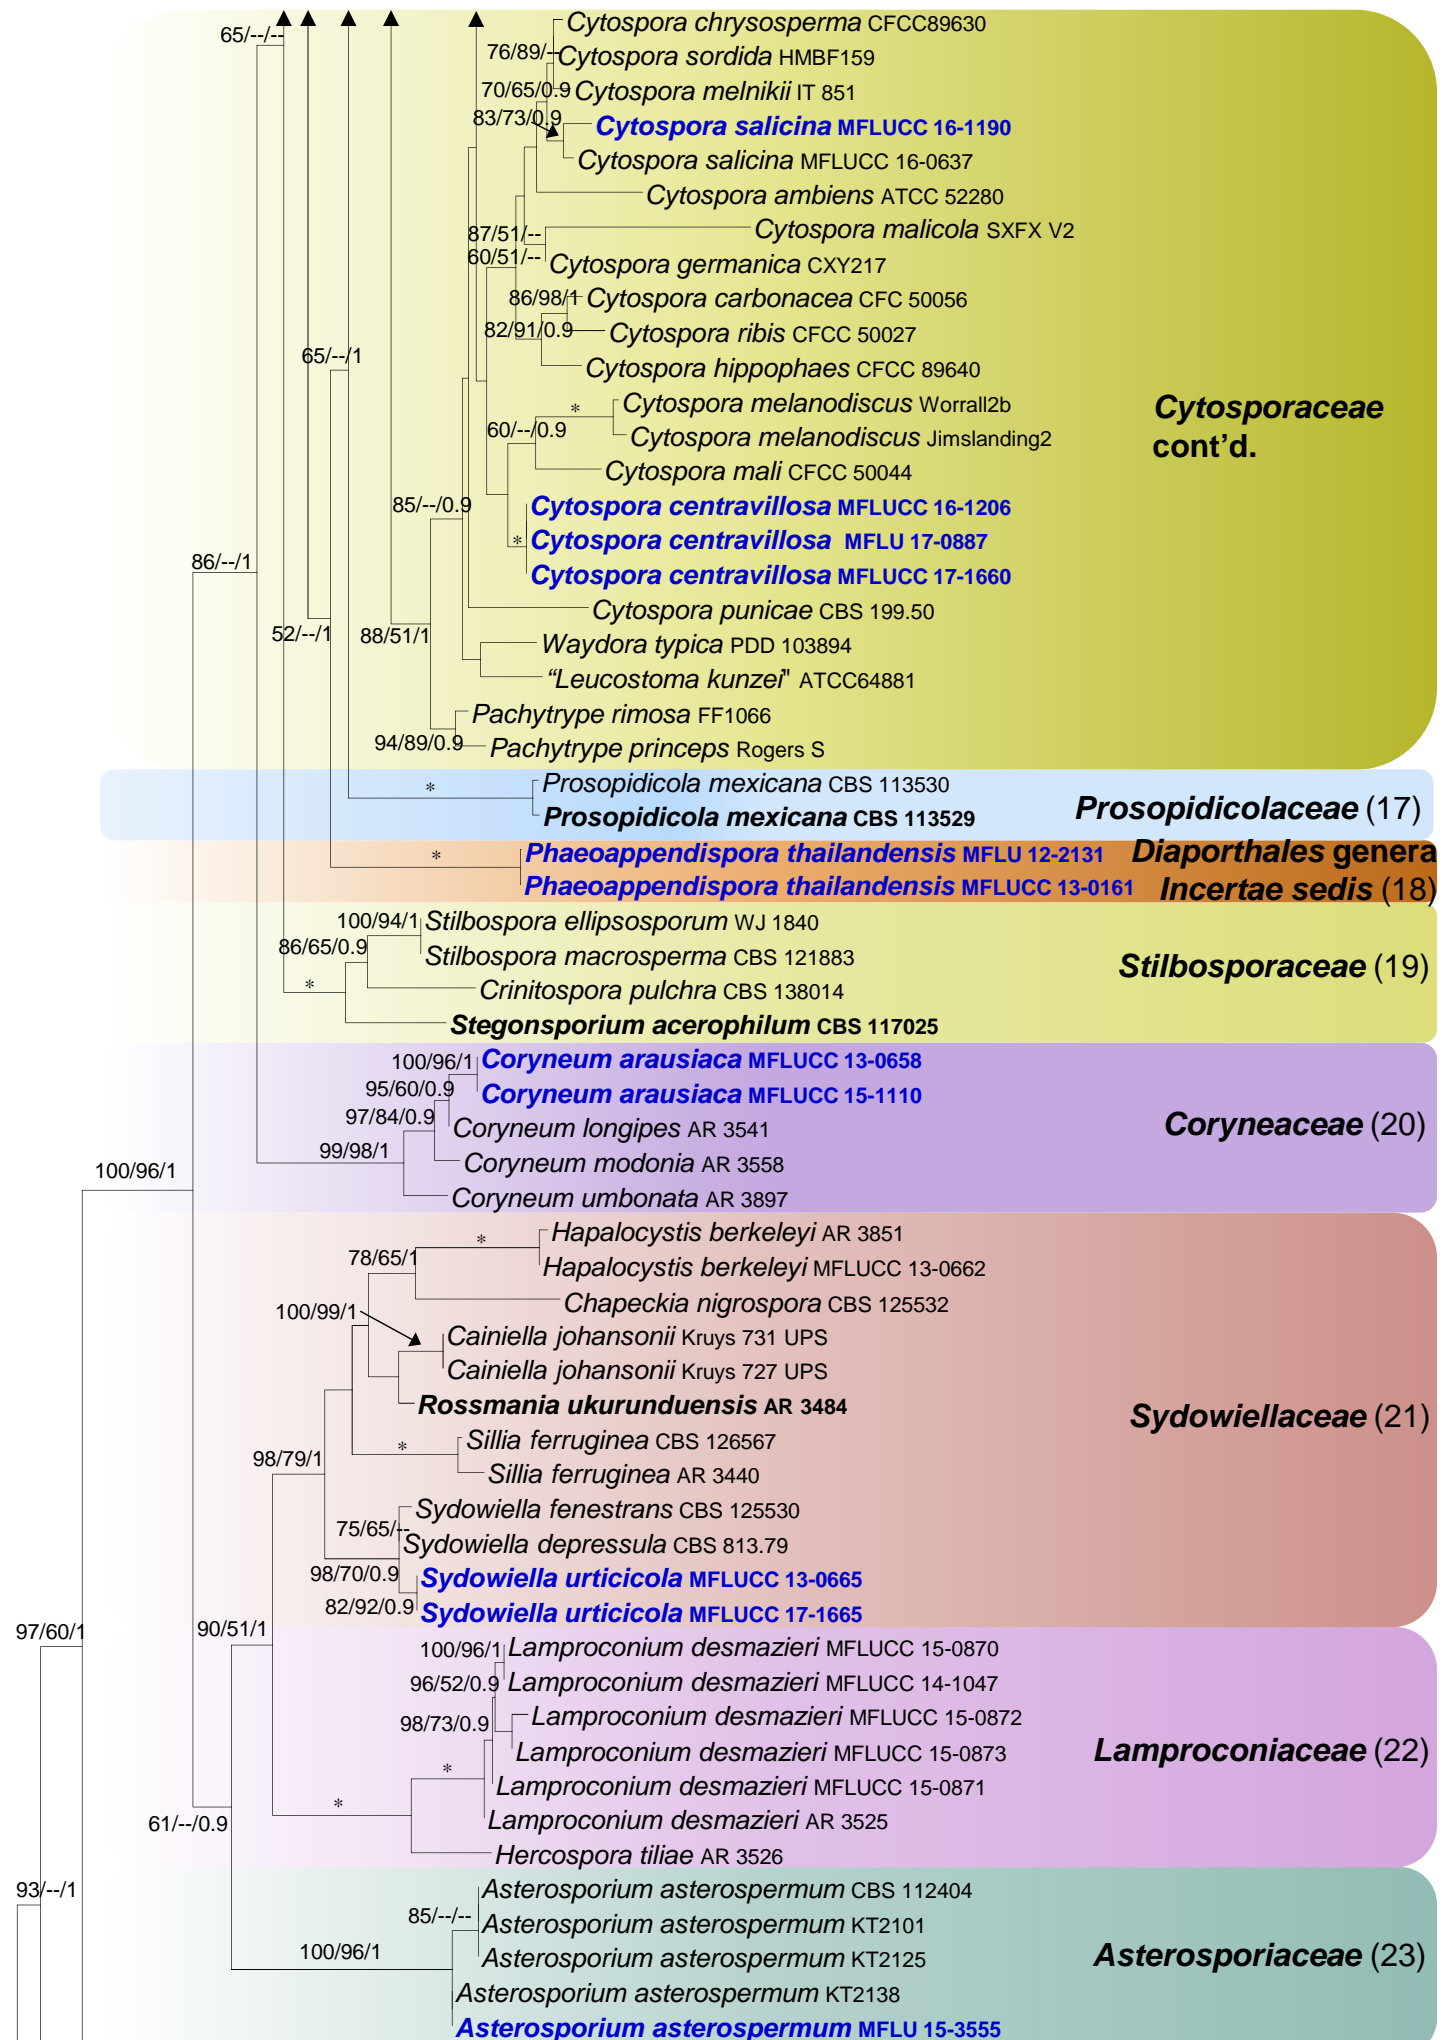 65/--/--
Cytospora chrysosperma CFCC89630
76/89/--
Cytospora sordida HMBF159
70/65/0.9
Cytospora melnikii IT 851
83/73/0.9
Cytospora salicina MFLUCC 16-1190
Cytospora salicina MFLUCC 16-0637
Cytospora ambiens ATCC 52280
87/51/--
Cytospora malicola SXFX V2
60/51/--
Cytospora germanica CXY217
86/98/1
Cytospora carbonacea CFC 50056
82/91/0.9
Cytospora ribis CFCC 50027
65/--/1
Cytospora hippophaes CFCC 89640
Cytospora melanodiscus Worrall2b
*
60/--/0.9
Cytospora melanodiscus Jimslanding2
Cytosporaceae
cont’d.
Cytospora mali CFCC 50044
85/--/0.9
Cytospora centravillosa MFLUCC 16-1206
*
Cytospora centravillosa MFLU 17-0887
86/--/1
Cytospora centravillosa MFLUCC 17-1660
Cytospora punicae CBS 199.50
52/--/1
88/51/1
Waydora typica PDD 103894
“Leucostoma kunzei" ATCC64881
Pachytrype rimosa FF1066
94/89/0.9
Pachytrype princeps Rogers S
*
Prosopidicola mexicana CBS 113530
Prosopidicola mexicana CBS 113529
Prosopidicolaceae (17)
*
Phaeoappendispora thailandensis MFLU 12-2131
Phaeoappendispora thailandensis MFLUCC 13-0161
Diaporthales genera
Incertae sedis (18)
100/94/1
Stilbospora ellipsosporum WJ 1840
86/65/0.9
Stilbospora macrosperma CBS 121883
Stilbosporaceae (19)
*
Crinitospora pulchra CBS 138014
Stegonsporium acerophilum CBS 117025
100/96/1
Coryneum arausiaca MFLUCC 13-0658
95/60/0.9
Coryneum arausiaca MFLUCC 15-1110
97/84/0.9
Coryneum longipes AR 3541
Coryneaceae (20)
99/98/1
Coryneum modonia AR 3558
100/96/1
Coryneum umbonata AR 3897
*
Hapalocystis berkeleyi AR 3851
78/65/1
Hapalocystis berkeleyi MFLUCC 13-0662
Chapeckia nigrospora CBS 125532
100/99/1
Cainiella johansonii Kruys 731 UPS
Cainiella johansonii Kruys 727 UPS
Rossmania ukurunduensis AR 3484
Sydowiellaceae (21)
*
Sillia ferruginea CBS 126567
98/79/1
Sillia ferruginea AR 3440
Sydowiella fenestrans CBS 125530
75/65/--
Sydowiella depressula CBS 813.79
98/70/0.9
Sydowiella urticicola MFLUCC 13-0665
82/92/0.9
Sydowiella urticicola MFLUCC 17-1665
97/60/1
90/51/1
100/96/1
Lamproconium desmazieri MFLUCC 15-0870
96/52/0.9
Lamproconium desmazieri MFLUCC 14-1047
98/73/0.9
Lamproconium desmazieri MFLUCC 15-0872
*
Lamproconium desmazieri MFLUCC 15-0873
Lamproconiaceae (22)
*
Lamproconium desmazieri MFLUCC 15-0871
61/--/0.9
Lamproconium desmazieri AR 3525
Hercospora tiliae AR 3526
93/--/1
Asterosporium asterospermum CBS 112404
85/--/--
Asterosporium asterospermum KT2101
100/96/1
Asterosporium asterospermum KT2125
Asterosporiaceae (23)
Asterosporium asterospermum KT2138
Asterosporium asterospermum MFLU 15-3555